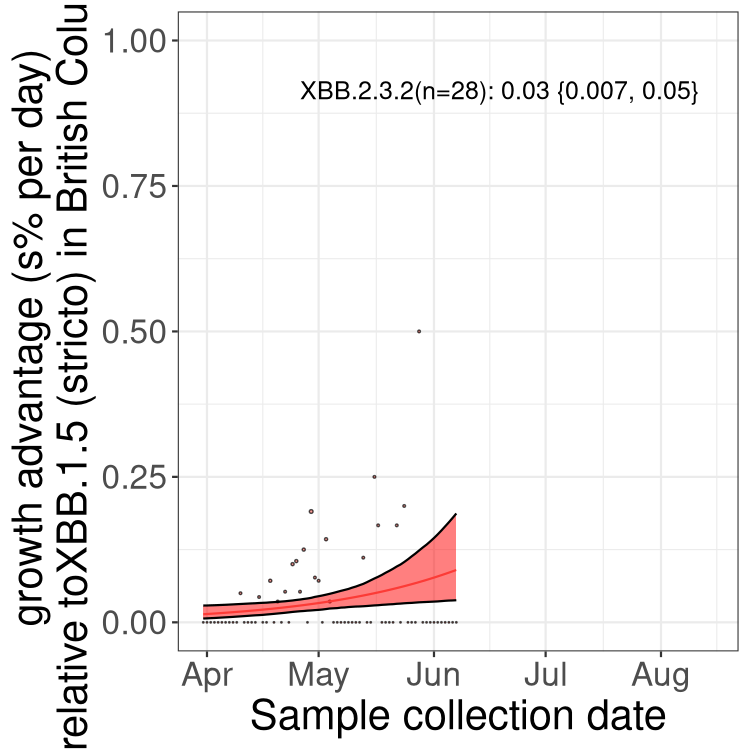 growth advantage (s% per day)
relative toXBB.1.5 (stricto) in British Colu
1.00
0.75
0.50
0.25
0.00
XBB.2.3.2(n=28): 0.03 {0.007, 0.05}
Apr May Jun Jul Aug
Sample collection date